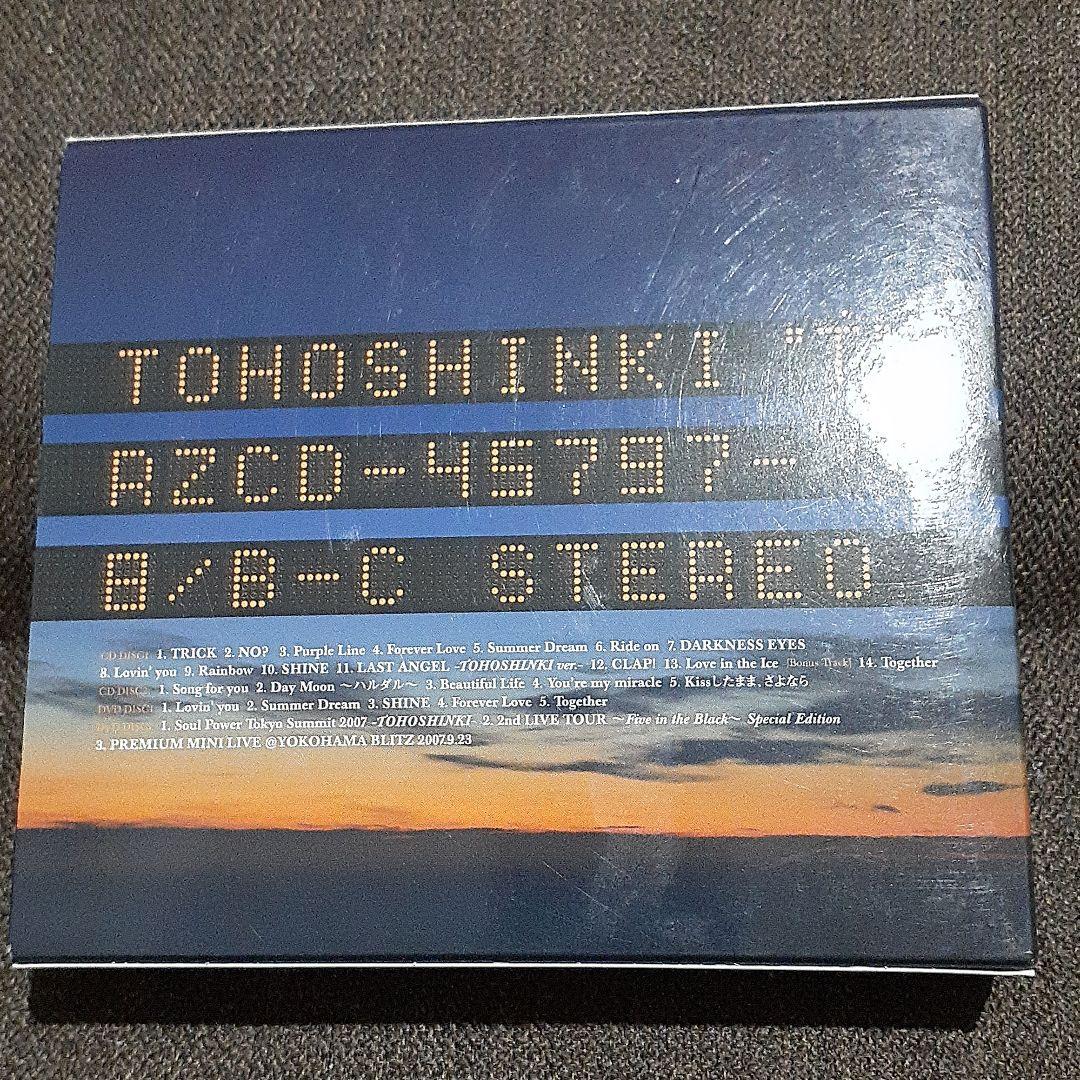 TOHOSHINKI "T
RZCD-45797-
8/B-C STEREO
CD DISC1 1. TRICK 2. NO? 3. Purple Line 4. Forever Love 5. Summer Dream 6. Ride on 7. DARKNESS EYES
8. Lovin' you 9. Rainbow 10. SHINE 11. LAST ANGEL -TOHOSHINKI ver.- 12. CLAP! 13. Love in the Ice [Bonus Track] 14. Together
CD DISC2 1. Song for you 2. Day Moon ～ハルダル～ 3. Beautiful Life 4. You're my miracle 5. Kissしたまま、さよなら
DVD DISC1 1. Lovin' you 2. Summer Dream 3. SHINE 4. Forever Love 5. Together
DVD DISC2 1. Soul Power Tokyo Summit 2007 -TOHOSHINKI- 2. 2nd LIVE TOUR ～Five in the Black～ Special Edition
3. PREMIUM MINI LIVE @YOKOHAMA BLITZ 2007.9.23